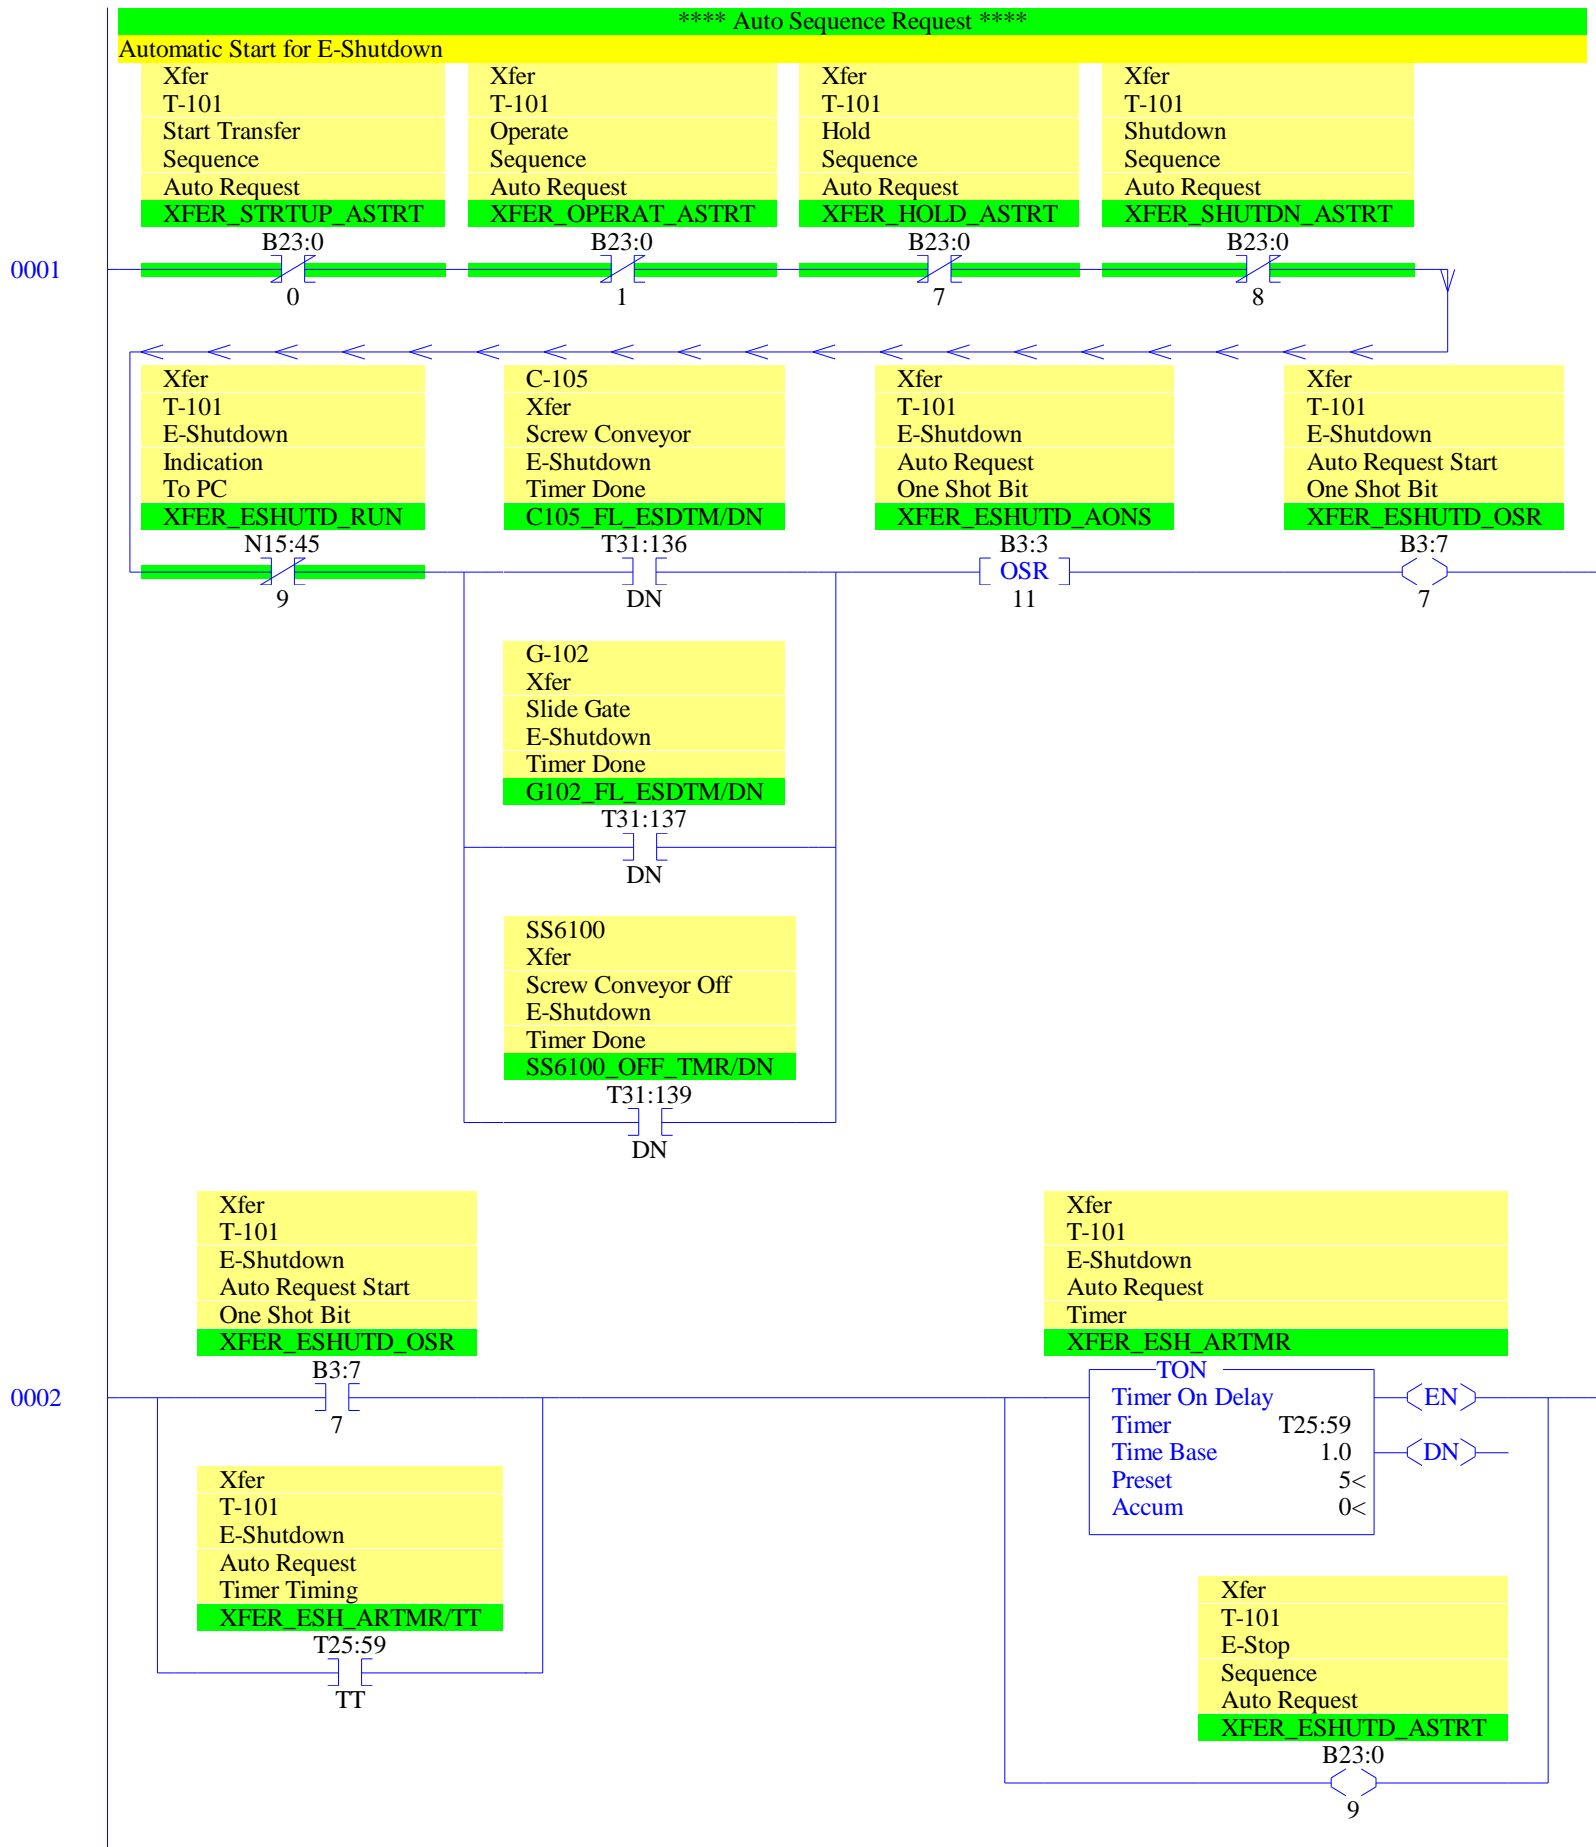 **** Auto Sequence Request ****
Automatic Start for E-Shutdown
Xfer
T-101
Start Transfer
Sequence
Auto Request
XFER_STRTUP_ASTRT
B23:0
0
Xfer
T-101
Operate
Sequence
Auto Request
XFER_OPERAT_ASTRT
B23:0
1
Xfer
T-101
Hold
Sequence
Auto Request
XFER_HOLD_ASTRT
B23:0
7
Xfer
T-101
Shutdown
Sequence
Auto Request
XFER_SHUTDN_ASTRT
B23:0
8
0001
Xfer
T-101
E-Shutdown
Indication
To PC
XFER_ESHUTD_RUN
N15:45
9
C-105
Xfer
Screw Conveyor
E-Shutdown
Timer Done
C105_FL_ESDTM/DN
T31:136
DN
Xfer
T-101
E-Shutdown
Auto Request
One Shot Bit
XFER_ESHUTD_AONS
B3:3
OSR
11
Xfer
T-101
E-Shutdown
Auto Request Start
One Shot Bit
XFER_ESHUTD_OSR
B3:7
7
G-102
Xfer
Slide Gate
E-Shutdown
Timer Done
G102_FL_ESDTM/DN
T31:137
DN
SS6100
Xfer
Screw Conveyor Off
E-Shutdown
Timer Done
SS6100_OFF_TMR/DN
T31:139
DN
Xfer
T-101
E-Shutdown
Auto Request Start
One Shot Bit
XFER_ESHUTD_OSR
B3:7
7
0002
Xfer
T-101
E-Shutdown
Auto Request
Timer
XFER_ESH_ARTMR
TON
Timer On Delay
Timer T25:59
Time Base 1.0
Preset 5<
Accum 0<
EN
DN
Xfer
T-101
E-Shutdown
Auto Request
Timer Timing
XFER_ESH_ARTMR/TT
T25:59
TT
Xfer
T-101
E-Stop
Sequence
Auto Request
XFER_ESHUTD_ASTRT
B23:0
9